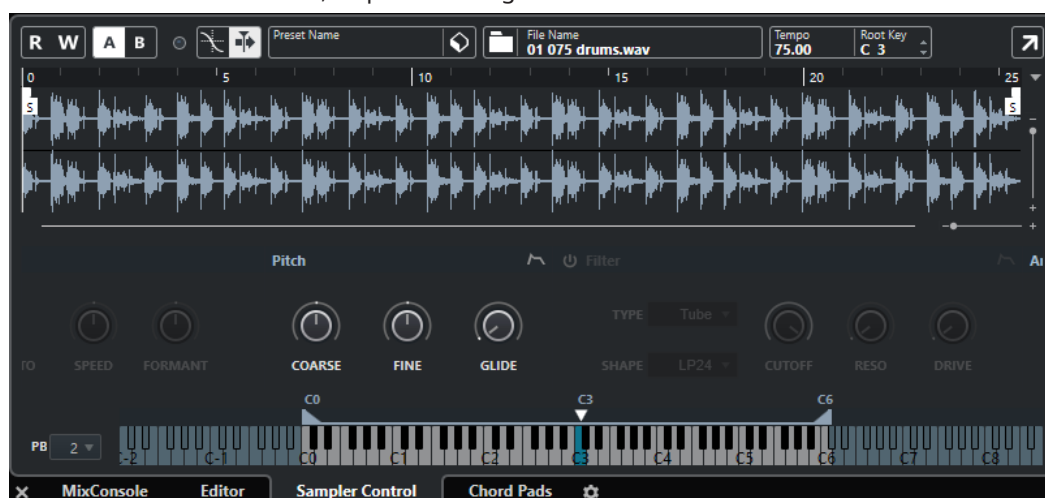 R W A B Preset Name File Name Tempo Root Key
01 075 drums.wav 75.00 C 3
0 5 10 15 20 25
S S
Pitch Filter
TYPE Tube
SPEED FORMANT COARSE FINE GLIDE SHAPE LP24 CUTOFF RESO DRIVE
C0 C3 C6
PB 2 C-1 C0 C1 C2 C3 C4 C5 C6 C7 C8
MixConsole Editor Sampler Control Chord Pads